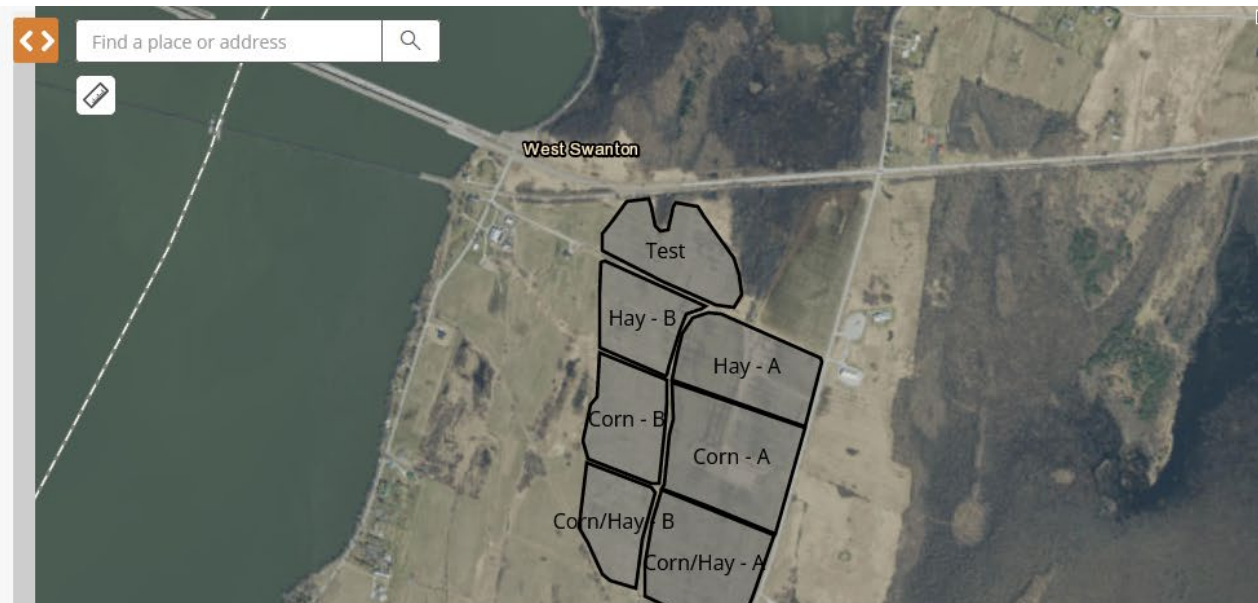 Find a place or address
West Swanton
Test
Hay - B
Hay - A
Corn - B
Corn - A
Corn/Hay - B
Corn/Hay - A